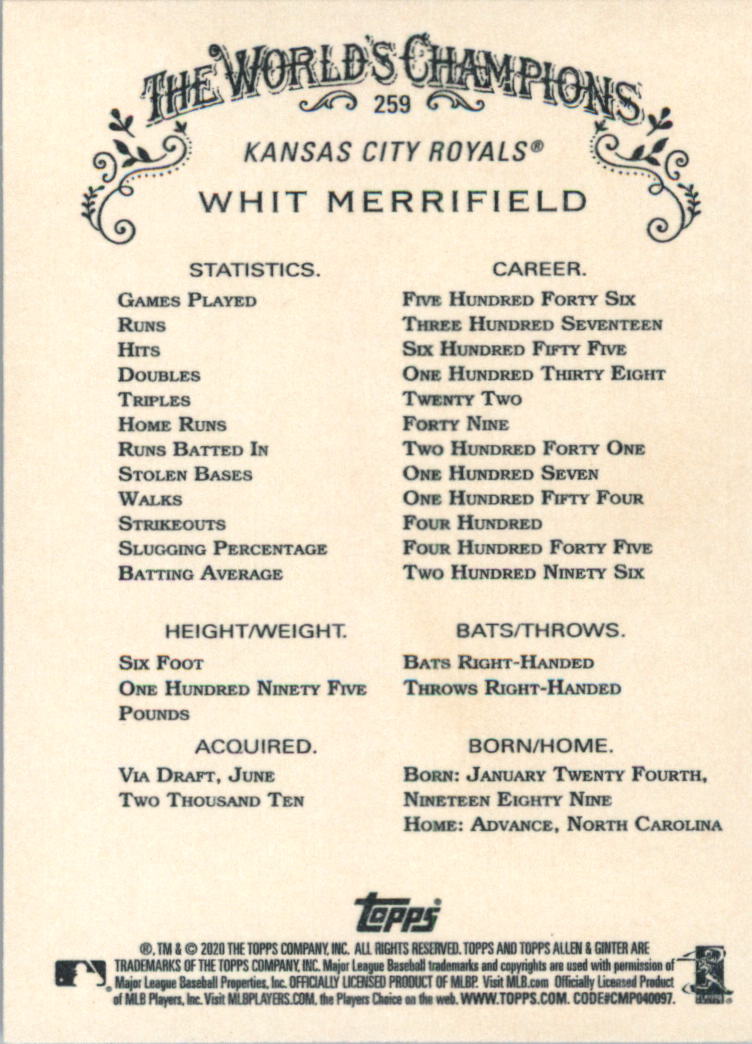 THE WORLD'S CHAMPIONS
259
KANSAS CITY ROYALS®
WHIT MERRIFIELD
STATISTICS. CAREER.
GAMES PLAYED FIVE HUNDRED FORTY SIX
RUNS THREE HUNDRED SEVENTEEN
HITS SIX HUNDRED FIFTY FIVE
DOUBLES ONE HUNDRED THIRTY EIGHT
TRIPLES TWENTY TWO
HOME RUNS FORTY NINE
RUNS BATTED IN TWO HUNDRED FORTY ONE
STOLEN BASES ONE HUNDRED SEVEN
WALKS ONE HUNDRED FIFTY FOUR
STRIKEOUTS FOUR HUNDRED
SLUGGING PERCENTAGE FOUR HUNDRED FORTY FIVE
BATTING AVERAGE TWO HUNDRED NINETY SIX
HEIGHT/WEIGHT.
SIX FOOT
ONE HUNDRED NINETY FIVE
POUNDS
BATS/THROWS.
BATS RIGHT-HANDED
THROWS RIGHT-HANDED
ACQUIRED.
VIA DRAFT, JUNE
TWO THOUSAND TEN
BORN/HOME.
BORN: JANUARY TWENTY FOURTH,
NINETEEN EIGHTY NINE
HOME: ADVANCE, NORTH CAROLINA
topps
®, TM & © 2020 THE TOPPS COMPANY, INC. ALL RIGHTS RESERVED. TOPPS AND TOPPS ALLEN & GINTER ARE
TRADEMARKS OF THE TOPPS COMPANY, INC. Major League Baseball trademarks and copyrights are used with permission of
Major League Baseball Properties, Inc. OFFICIALLY LICENSED PRODUCT OF MLBP. Visit MLB.com Officially Licensed Product
of MLB Players, Inc. Visit MLBPLAYERS.COM, the Players Choice on the web. WWW.TOPPS.COM. CODE#CMP040097.